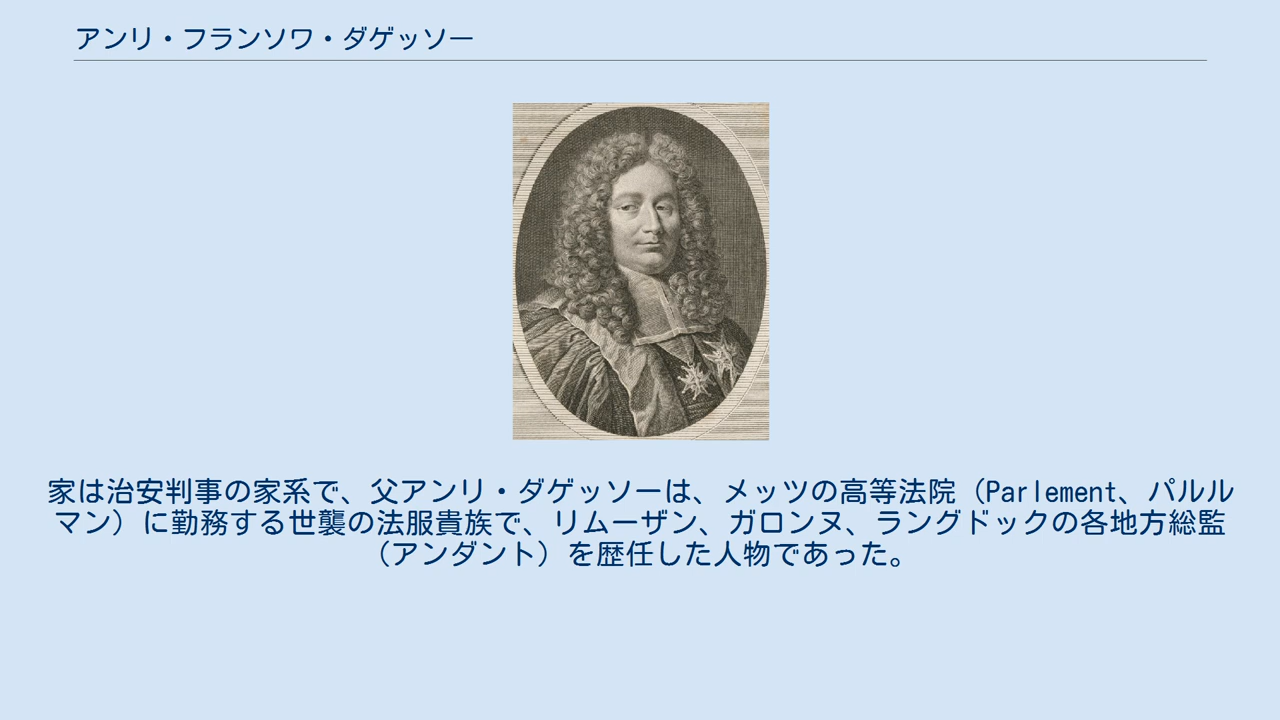 アンリ・フランソワ・ダゲッソー
家は治安判事の家系で、父アンリ・ダゲッソーは、メッツの高等法院（Parlement、パルル
マン）に勤務する世襲の法服貴族で、リムーザン、ガロンヌ、ラングドックの各地方総監
（アンダント）を歴任した人物であった。